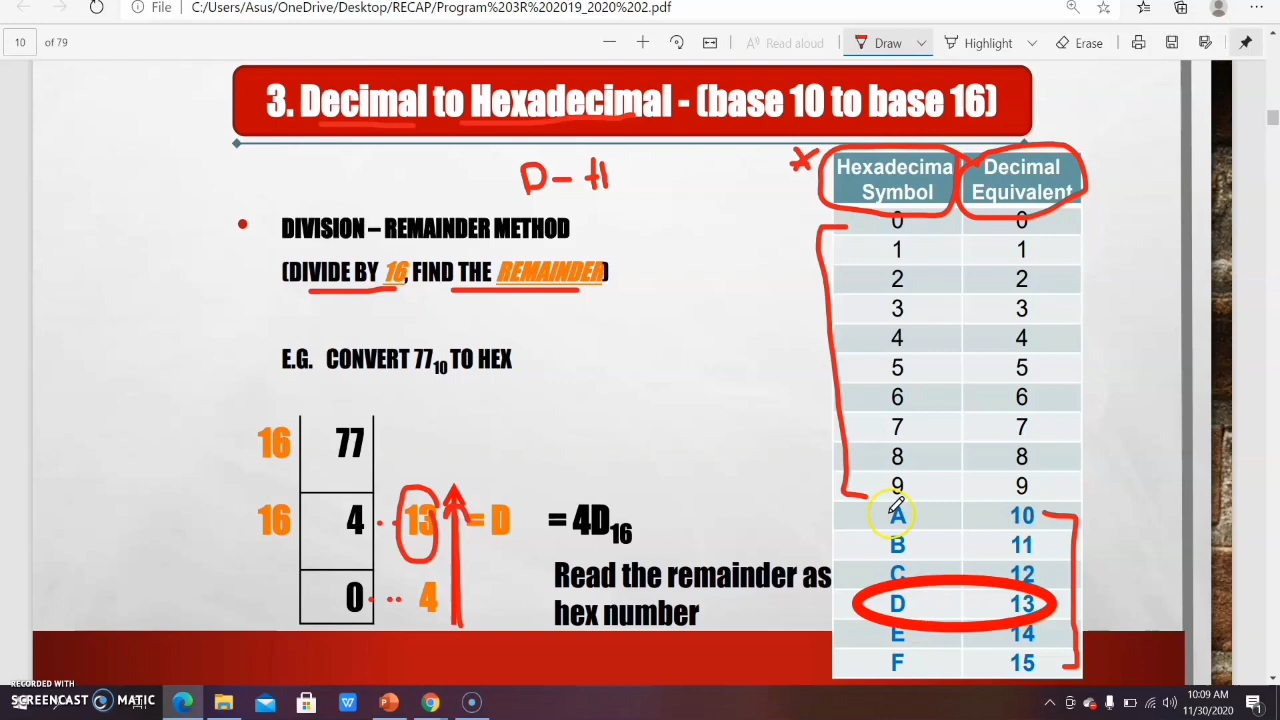 File | C:/Users/Asus/OneDrive/Desktop/RECAP/Program%203R%202019_2020%202.pdf
10 of 79
Read aloud
Draw
Highlight
Erase
3. Decimal to Hexadecimal - (base 10 to base 16)
D - H
DIVISION – REMAINDER METHOD
(DIVIDE BY 16, FIND THE REMAINDER)
E.G. CONVERT 77₁₀ TO HEX
16 77
16 4 ·· 13 = D = 4D₁₆
0 ··· 4
Read the remainder as
hex number
Hexadecima Decimal
Symbol Equivalent
0 0
1 1
2 2
3 3
4 4
5 5
6 6
7 7
8 8
9 9
A 10
B 11
C 12
D 13
E 14
F 15
RECORDED WITH
SCREENCAST MATIC
10:09 AM
11/30/2020